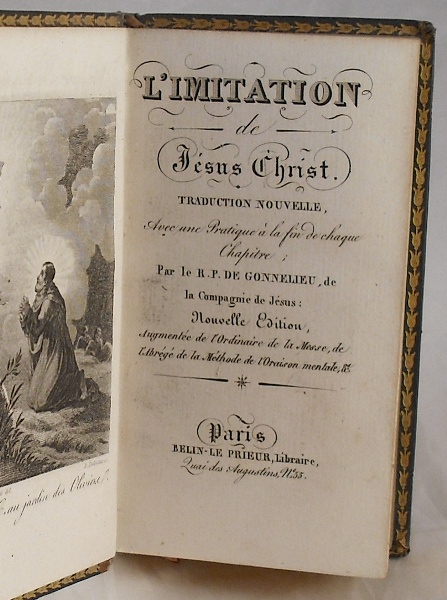 L'IMITATION
de
Jésus Christ.
TRADUCTION NOUVELLE,
Avec une Pratique à la fin de chaque
Chapitre;
Par le R.P. DE GONNELIEU, de
la Compagnie de Jésus:
Nouvelle Edition,
Augmentée de l'Ordinaire de la Messe, de
l'Abrégé de la Méthode de l'Oraison mentale, &c.
Paris
BELIN-LE PRIEUR, Libraire,
Quai des Augustins, N°.55.
au jardin des Oliviers.